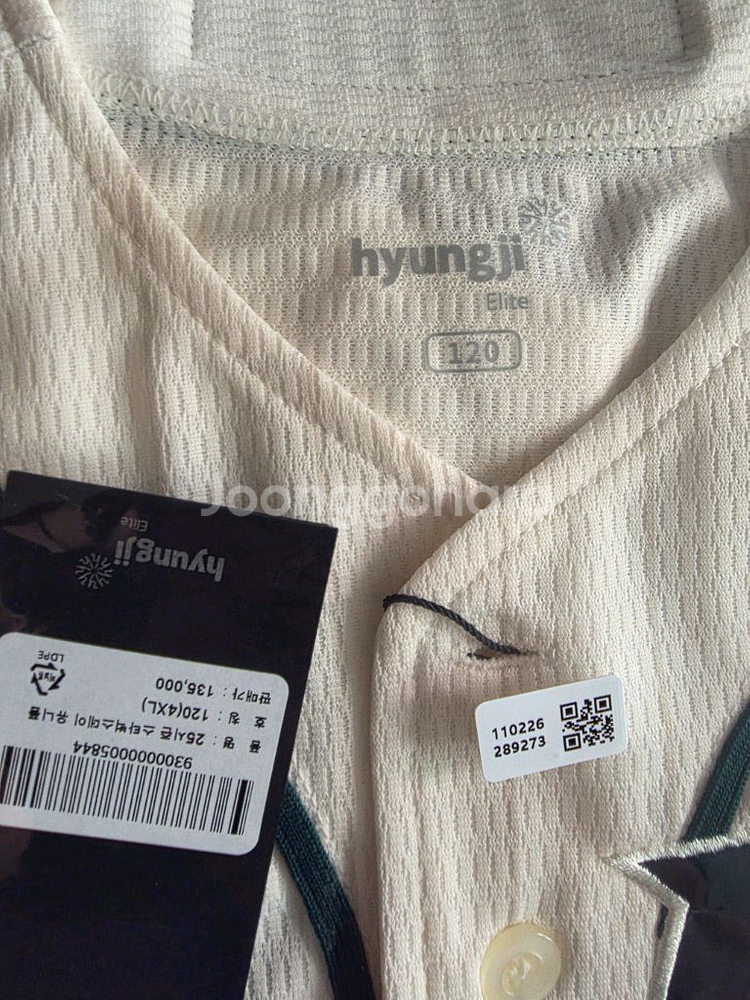 hyungji
Elite
120
Joonggonara
hyungji
Elite
품 명 : 25시즌 스타벅스데이 유니폼
호 칭 : 120(4XL)
판매가 : 135,000
LDPE
9300000005844
110226
289273